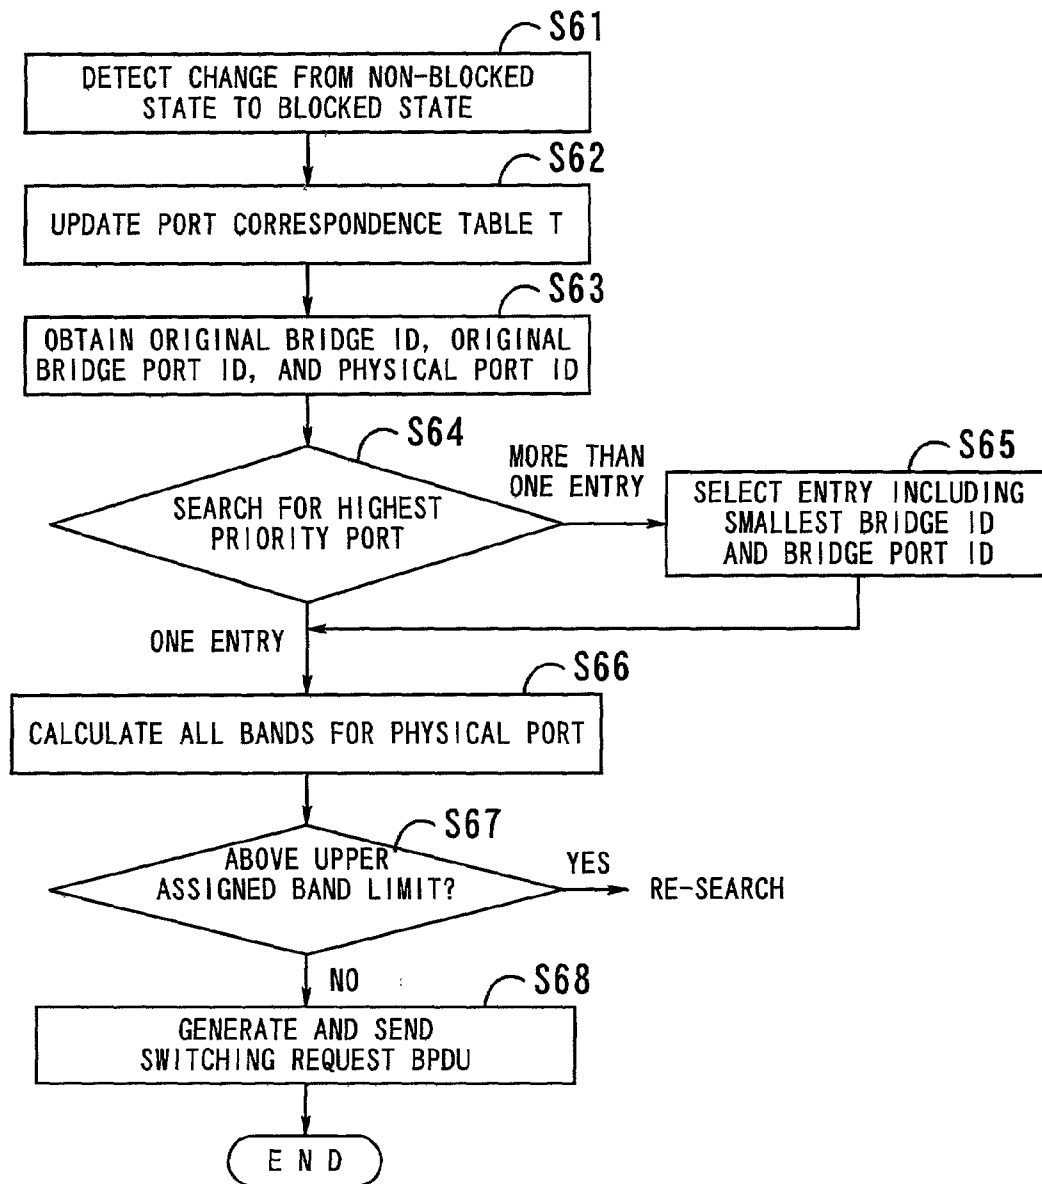 S61
DETECT CHANGE FROM NON-BLOCKED
STATE TO BLOCKED STATE
S62
UPDATE PORT CORRESPONDENCE TABLE T
S63
OBTAIN ORIGINAL BRIDGE ID, ORIGINAL
BRIDGE PORT ID, AND PHYSICAL PORT ID
S64
SEARCH FOR HIGHEST
PRIORITY PORT
MORE THAN
ONE ENTRY
S65
SELECT ENTRY INCLUDING
SMALLEST BRIDGE ID
AND BRIDGE PORT ID
ONE ENTRY
S66
CALCULATE ALL BANDS FOR PHYSICAL PORT
S67
ABOVE UPPER
ASSIGNED BAND LIMIT?
YES
RE-SEARCH
NO
S68
GENERATE AND SEND
SWITCHING REQUEST BPDU
END